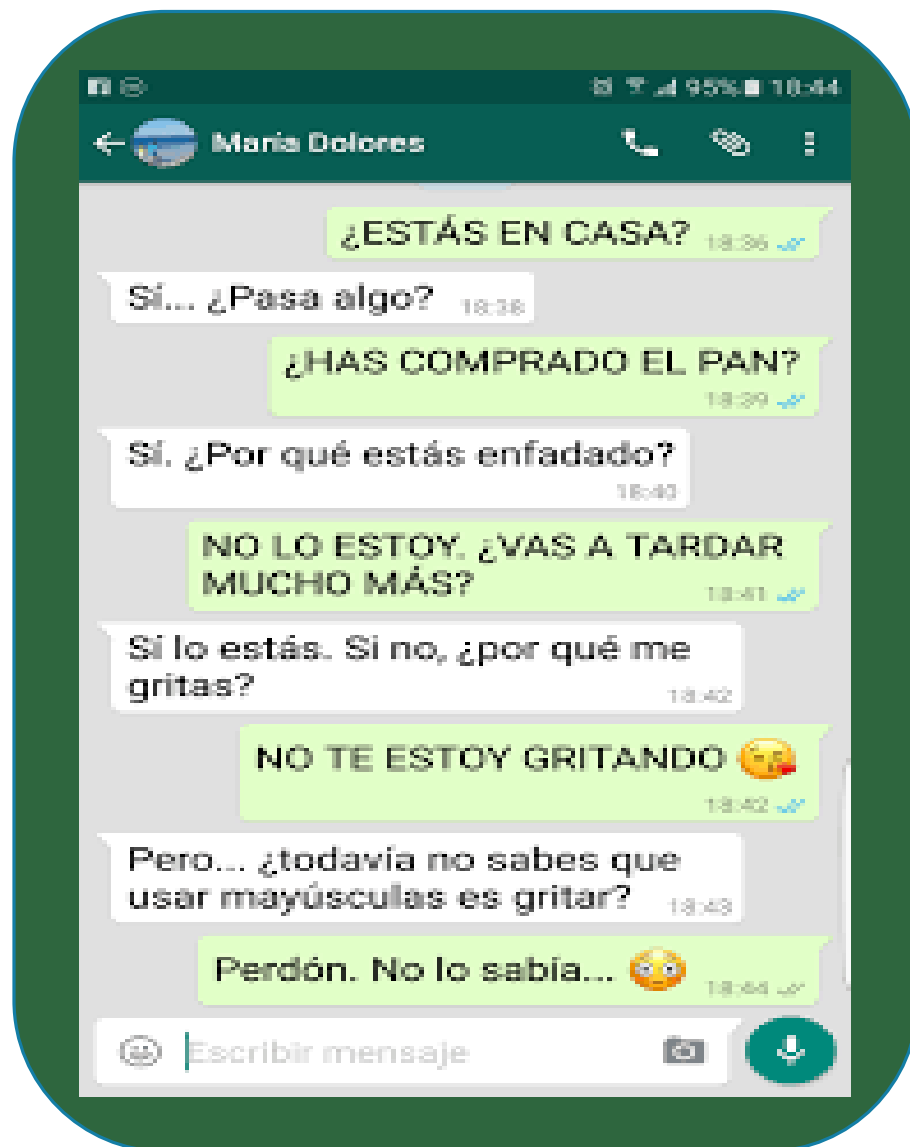 95% 18:44
María Dolores
¿ESTÁS EN CASA? 18:36
Sí... ¿Pasa algo? 18:38
¿HAS COMPRADO EL PAN?
18:39
Sí. ¿Por qué estás enfadado?
18:40
NO LO ESTOY. ¿VAS A TARDAR
MUCHO MÁS? 18:41
Sí lo estás. Si no, ¿por qué me
gritas? 18:42
NO TE ESTOY GRITANDO 😘
18:42
Pero... ¿todavía no sabes que
usar mayúsculas es gritar? 18:43
Perdón. No lo sabía... 😳 18:44
Escribir mensaje